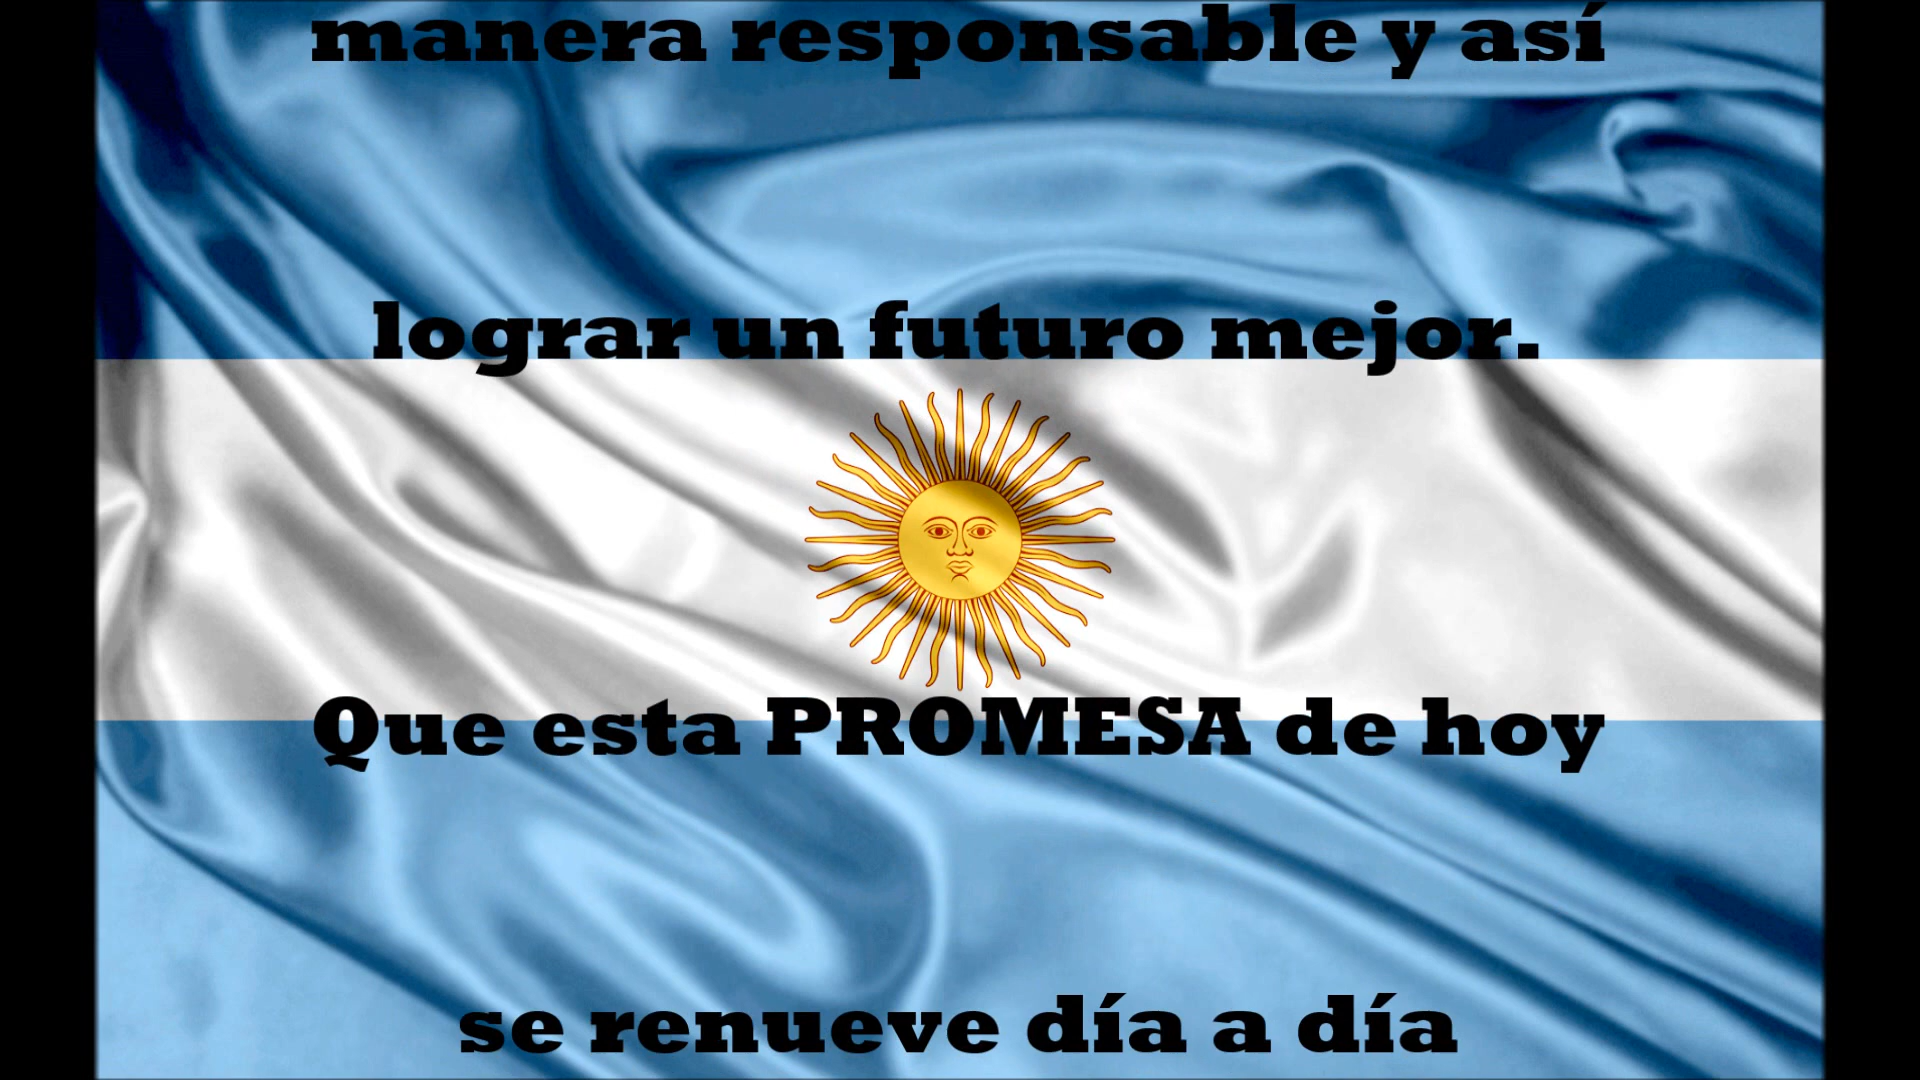 manera responsable y así
lograr un futuro mejor.
Que esta PROMESA de hoy
se renueve día a día